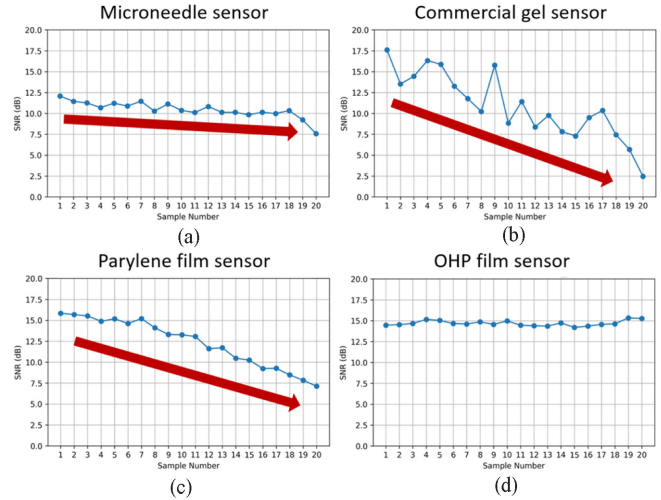 Microneedle sensor
20.0
17.5
15.0
12.5
10.0
7.5
5.0
2.5
0.0
SNR (dB)
1 2 3 4 5 6 7 8 9 10 11 12 13 14 15 16 17 18 19 20
Sample Number
(a)
Commercial gel sensor
20.0
17.5
15.0
12.5
10.0
7.5
5.0
2.5
0.0
SNR (dB)
1 2 3 4 5 6 7 8 9 10 11 12 13 14 15 16 17 18 19 20
Sample Number
(b)
Parylene film sensor
20.0
17.5
15.0
12.5
10.0
7.5
5.0
2.5
0.0
SNR (dB)
1 2 3 4 5 6 7 8 9 10 11 12 13 14 15 16 17 18 19 20
Sample Number
(c)
OHP film sensor
20.0
17.5
15.0
12.5
10.0
7.5
5.0
2.5
0.0
SNR (dB)
1 2 3 4 5 6 7 8 9 10 11 12 13 14 15 16 17 18 19 20
Sample Number
(d)